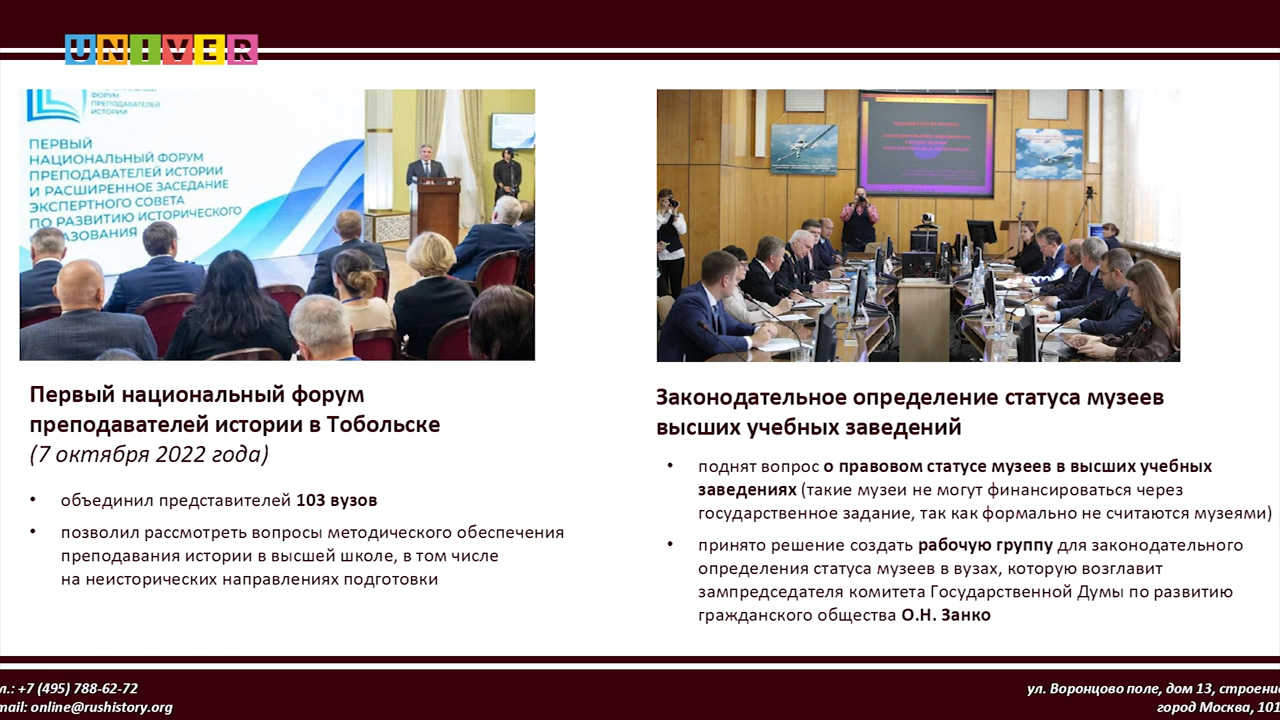 UNIVER
ФОРУМ
ПРЕПОДАВАТЕЛЕЙ
ИСТОРИИ
ПЕРВЫЙ
НАЦИОНАЛЬНЫЙ ФОРУМ
ПРЕПОДАВАТЕЛЕЙ ИСТОРИИ
И РАСШИРЕННОЕ ЗАСЕДАНИЕ
ЭКСПЕРТНОГО СОВЕТА
ПО РАЗВИТИЮ ИСТОРИЧЕСКОГО
Первый национальный форум
преподавателей истории в Тобольске
(7 октября 2022 года)
• объединил представителей 103 вузов
• позволил рассмотреть вопросы методического обеспечения
преподавания истории в высшей школе, в том числе
на неисторических направлениях подготовки
Законодательное определение статуса музеев
высших учебных заведений
• поднят вопрос о правовом статусе музеев в высших учебных
заведениях (такие музеи не могут финансироваться через
государственное задание, так как формально не считаются музеями)
• принято решение создать рабочую группу для законодательного
определения статуса музеев в вузах, которую возглавит
зампредседателя комитета Государственной Думы по развитию
гражданского общества О.Н. Занко
л.: +7 (495) 788-62-72
mail: online@rushistory.org
ул. Воронцово поле, дом 13, строени
город Москва, 101